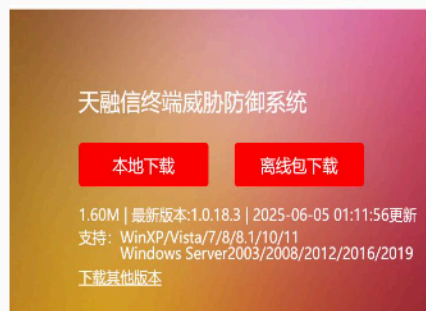 天融信终端威胁防御系统
本地下载 离线包下载
1.60M | 最新版本:1.0.18.3 | 2025-06-05 01:11:56更新
支持: WinXP/Vista/7/8/8.1/10/11
Windows Server2003/2008/2012/2016/2019
下载其他版本